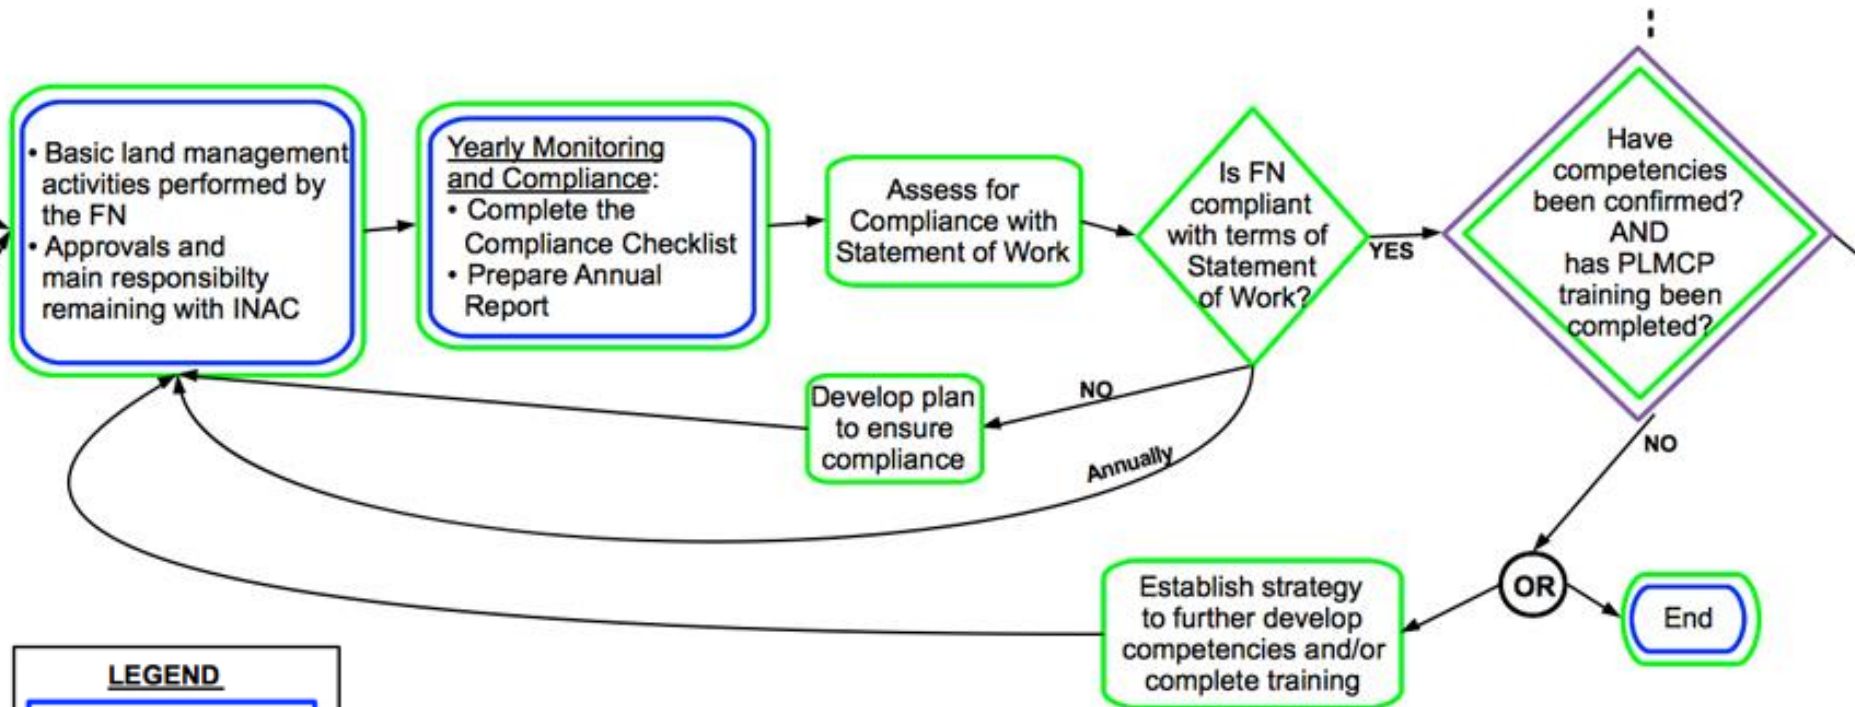 • Basic land management
activities performed by
the FN
• Approvals and
main responsibilty
remaining with INAC
Yearly Monitoring
and Compliance:
• Complete the
Compliance Checklist
• Prepare Annual
Report
Assess for
Compliance with
Statement of Work
Is FN
compliant
with terms of
Statement
of Work?
YES
Have
competencies
been confirmed?
AND
has PLMCP
training been
completed?
NO
Develop plan
to ensure
compliance
NO
Annually
OR
Establish strategy
to further develop
competencies and/or
complete training
End
LEGEND